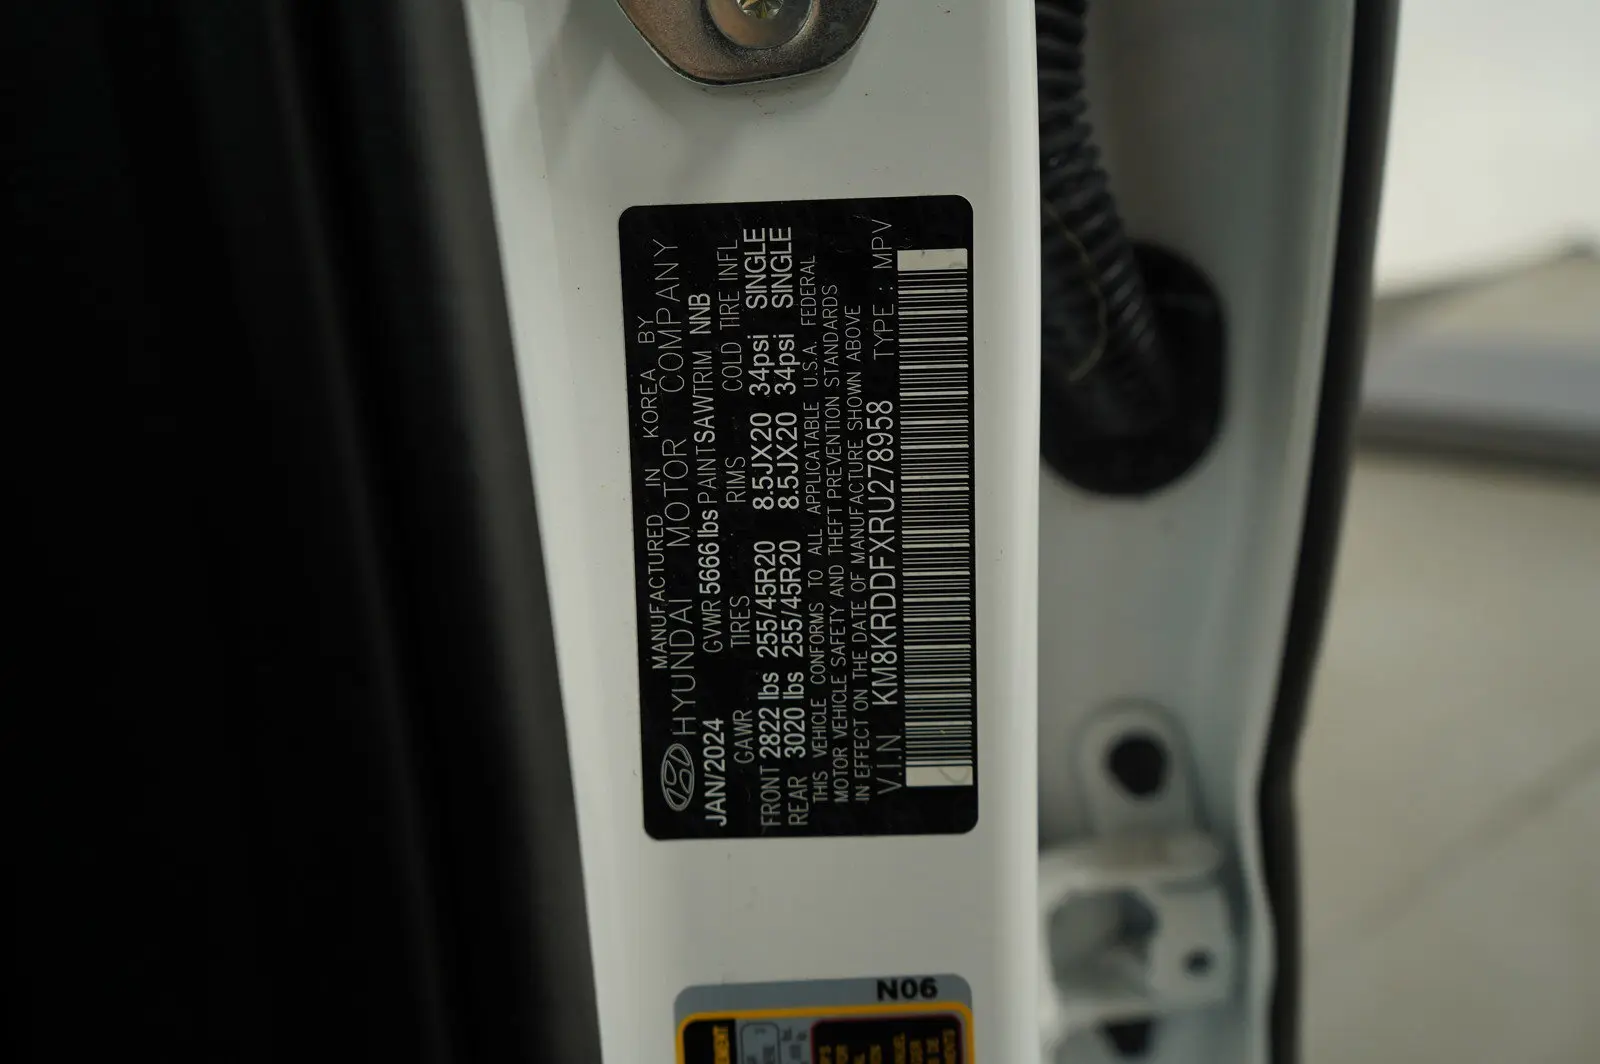 MANUFACTURED IN KOREA BY
HYUNDAI MOTOR COMPANY
JAN/2024 GVWR 5666 lbs PAINT SAW TRIM NNB
GAWR TIRES RIMS COLD TIRE INFL
FRONT 2822 lbs 255/45R20 8.5JX20 34psi SINGLE
REAR 3020 lbs 255/45R20 8.5JX20 34psi SINGLE
THIS VEHICLE CONFORMS TO ALL APPLICATABLE U.S.A. FEDERAL
MOTOR VEHICLE SAFETY AND THEFT PREVENTION STANDARDS
IN EFFECT ON THE DATE OF MANUFACTURE SHOWN ABOVE
V.I.N KM8KRDDFXRU278958 TYPE : MPV
N06